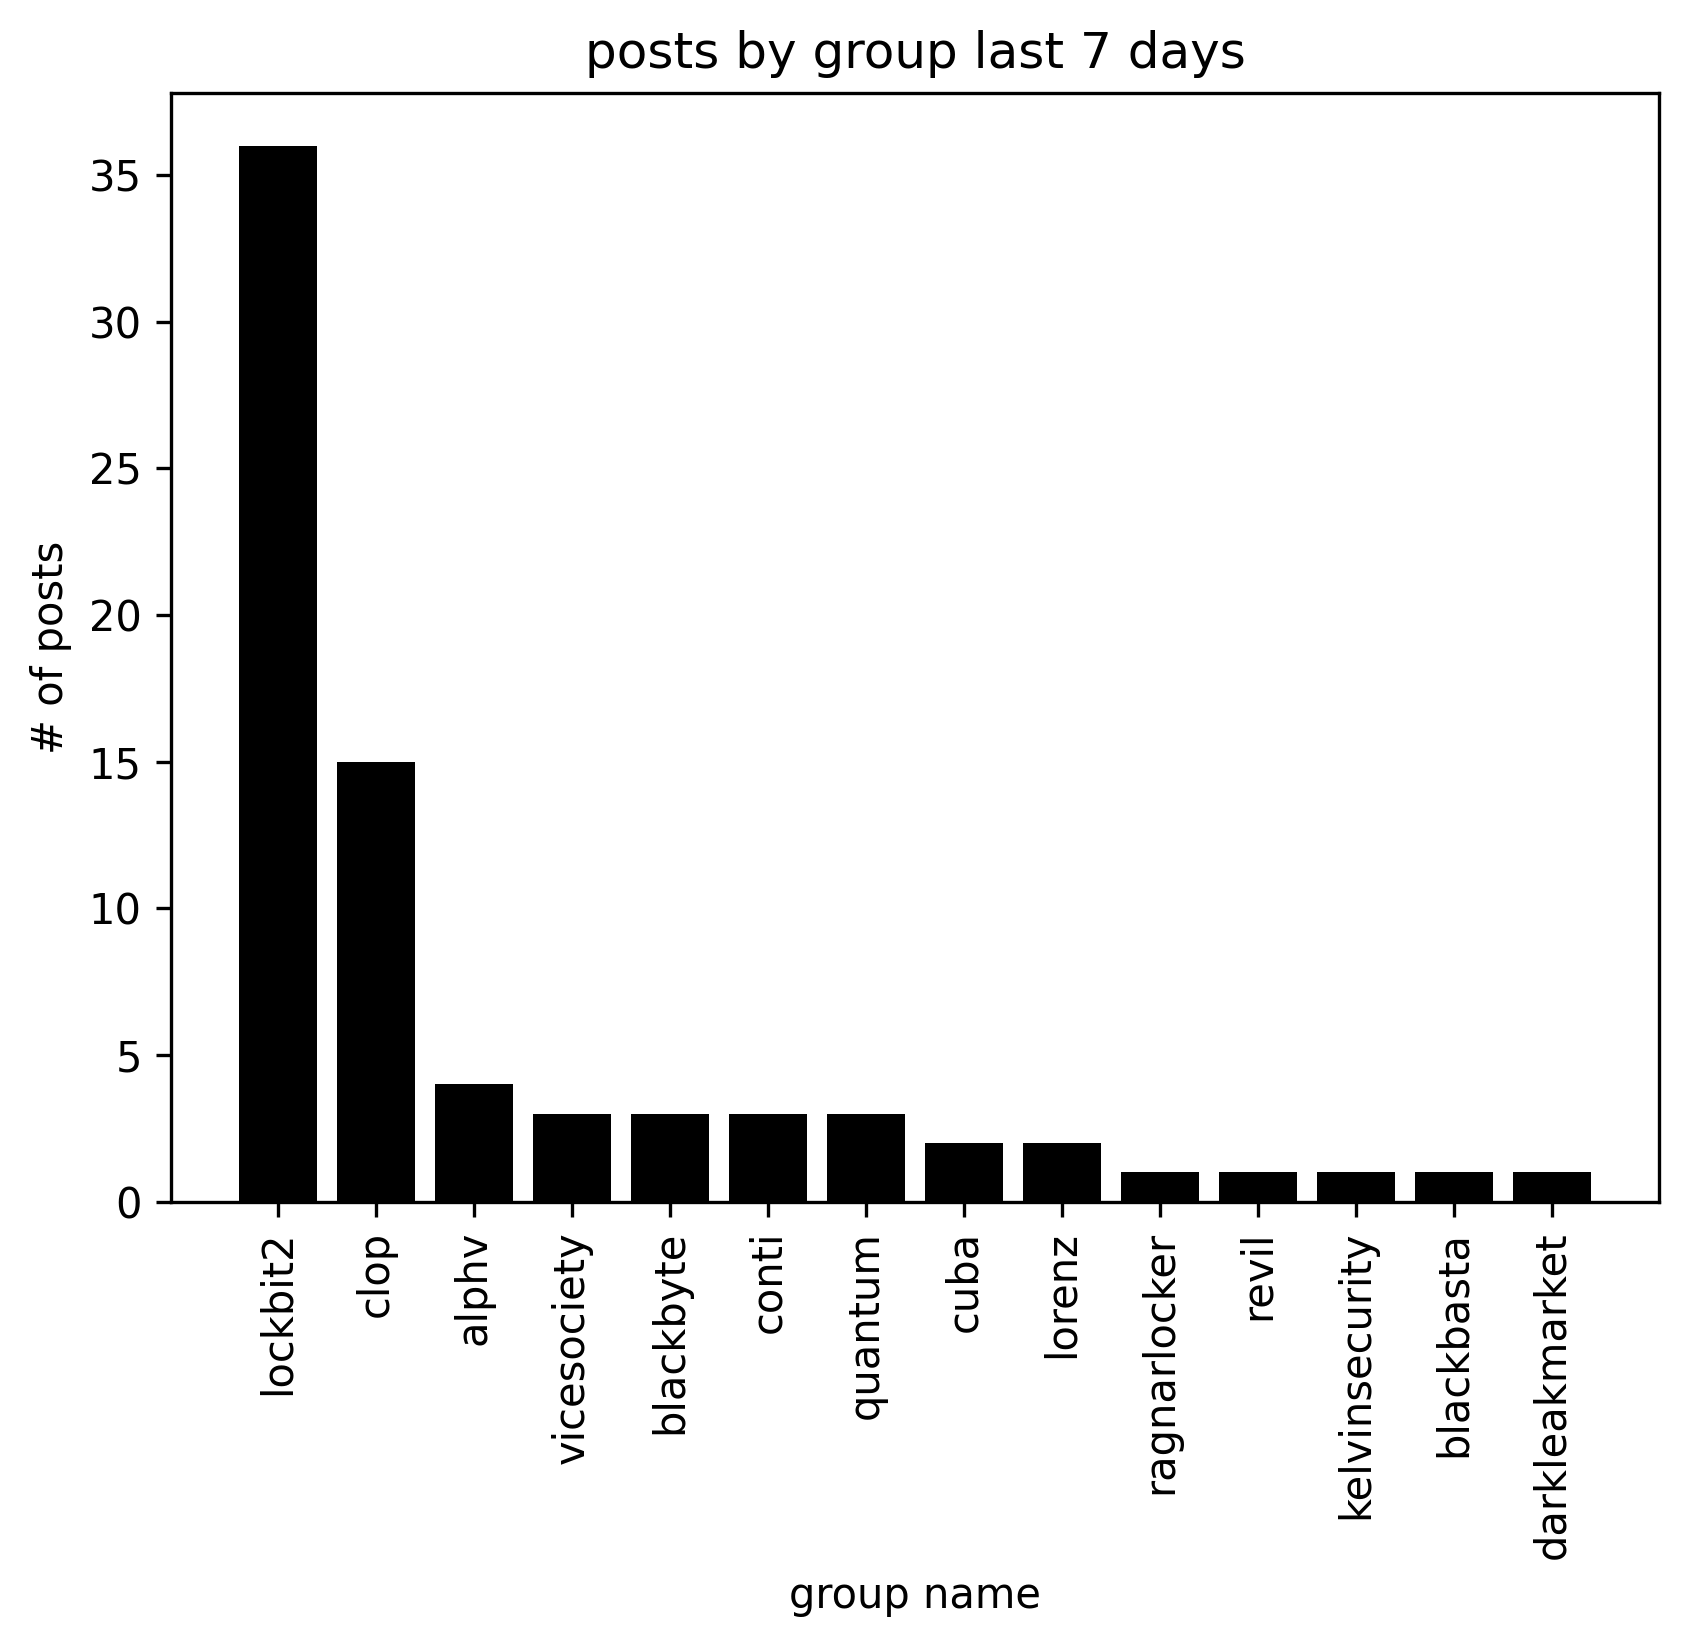 posts by group last 7 days
# of posts
35
30
25
20
15
10
5
0
lockbit2
clop
alphv
vicesociety
blackbyte
conti
quantum
cuba
lorenz
ragnarlocker
revil
kelvinsecurity
blackbasta
darkleakmarket
group name